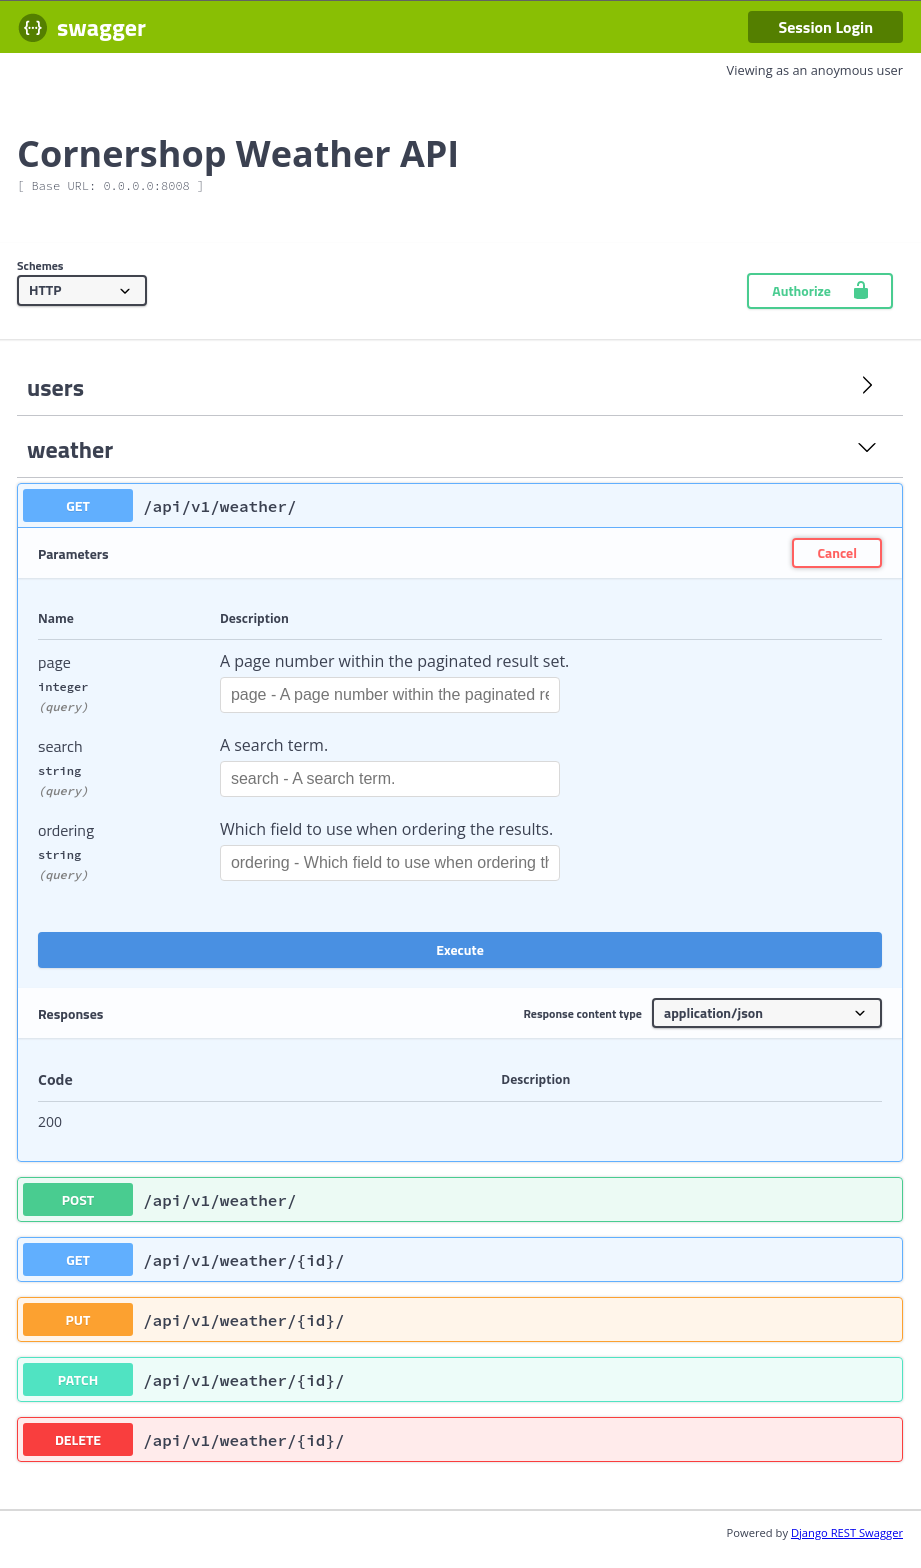 {···} swagger
Session Login
Viewing as an anoymous user
Cornershop Weather API
[ Base URL: 0.0.0.0:8008 ]
Schemes
HTTP
Authorize
users
weather
GET /api/v1/weather/
Parameters
Cancel
Name Description
page A page number within the paginated result set.
integer page - A page number within the paginated re
(query)
search A search term.
string search - A search term.
(query)
ordering Which field to use when ordering the results.
string ordering - Which field to use when ordering th
(query)
Execute
Responses Response content type application/json
Code Description
200
POST /api/v1/weather/
GET /api/v1/weather/{id}/
PUT /api/v1/weather/{id}/
PATCH /api/v1/weather/{id}/
DELETE /api/v1/weather/{id}/
Powered by Django REST Swagger